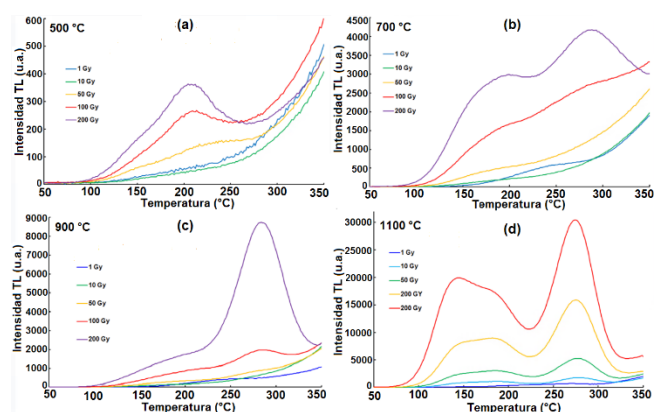 500 °C
(a)
Intensidad TL (u.a.)
600
500
400
300
200
100
0
1 Gy
10 Gy
50 Gy
100 Gy
200 Gy
50 100 150 200 250 300 350
Temperatura (°C)
700 °C
(b)
Intensidad TL (u.a.)
4000
3000
2000
1000
0
1 Gy
10 Gy
50 Gy
100 Gy
200 Gy
50 100 150 200 250 300 350
Temperatura (°C)
900 °C
(c)
Intensidad TL (u.a.)
9000
8000
7000
6000
5000
4000
3000
2000
1000
0
1 Gy
10 Gy
50 Gy
100 Gy
200 Gy
50 100 150 200 250 300 350
Temperatura (°C)
1100 °C
(d)
Intensidad TL (u.a.)
30000
25000
20000
15000
10000
5000
0
1 Gy
10 Gy
50 Gy
200 GY
200 Gy
50 100 150 200 250 300 350
Temperatura (°C)